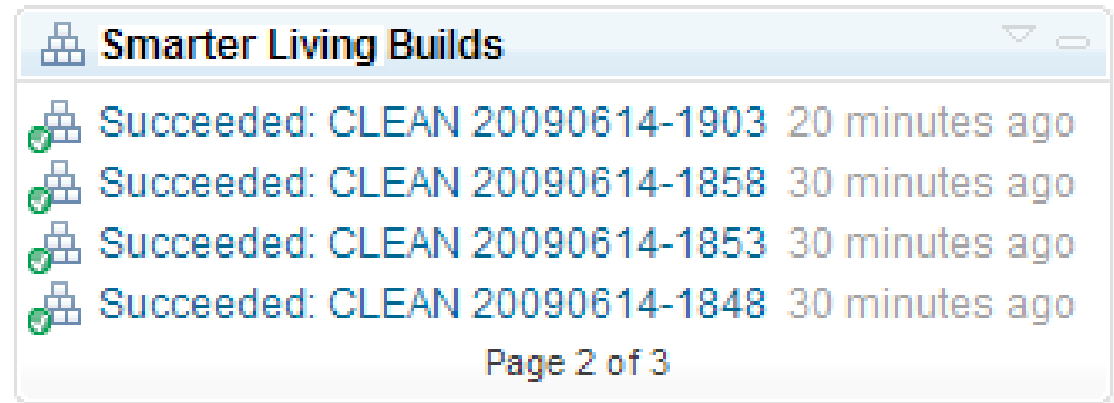 Smarter Living Builds
Succeeded: CLEAN 20090614-1903 20 minutes ago
Succeeded: CLEAN 20090614-1858 30 minutes ago
Succeeded: CLEAN 20090614-1853 30 minutes ago
Succeeded: CLEAN 20090614-1848 30 minutes ago
Page 2 of 3